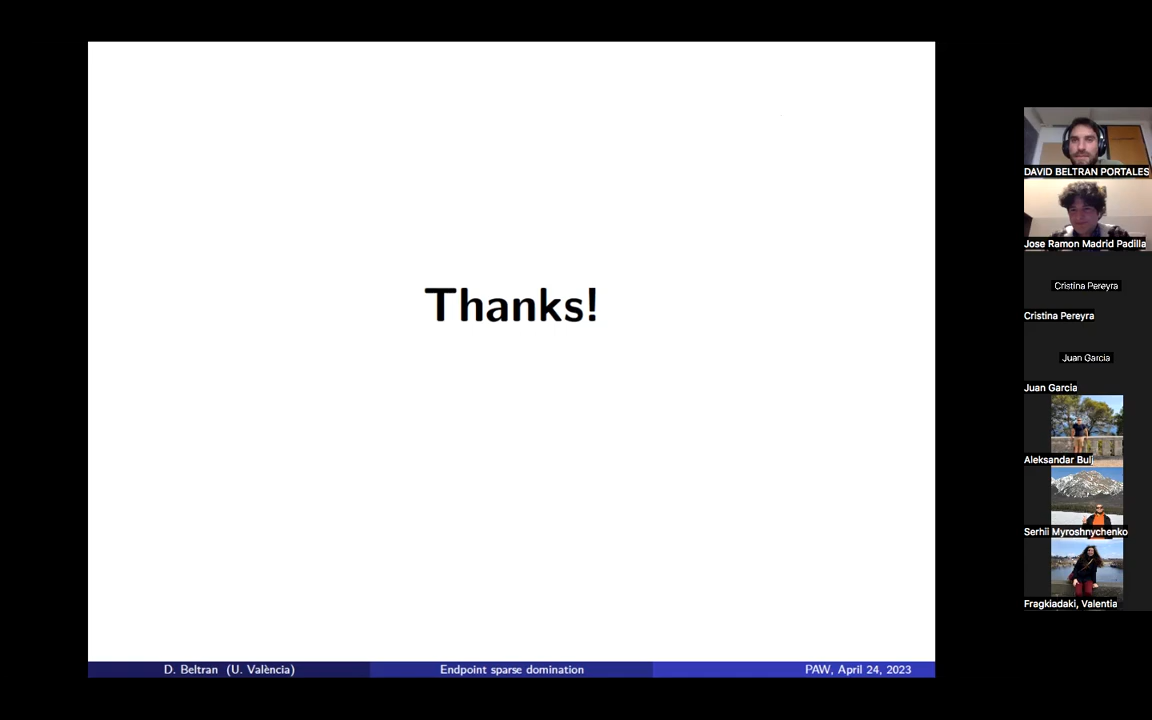 Thanks!
D. Beltran (U. València)
Endpoint sparse domination
PAW, April 24, 2023
DAVID BELTRAN PORTALES
Jose Ramon Madrid Padilla
Cristina Pereyra
Cristina Pereyra
Juan Garcia
Juan Garcia
Aleksandar Bulj
Serhii Myroshnychenko
Fragkiadaki, Valentia